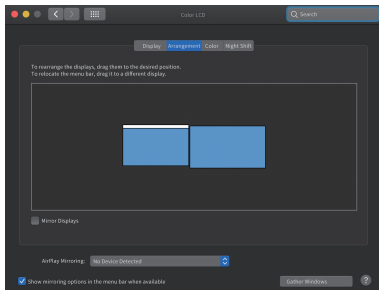 Color LCD
Search
Display Arrangement Color Night Shift
To rearrange the displays, drag them to the desired position.
To relocate the menu bar, drag it to a different display.
Mirror Displays
AirPlay Mirroring: No Device Detected
Show mirroring options in the menu bar when available
Gather Windows
?